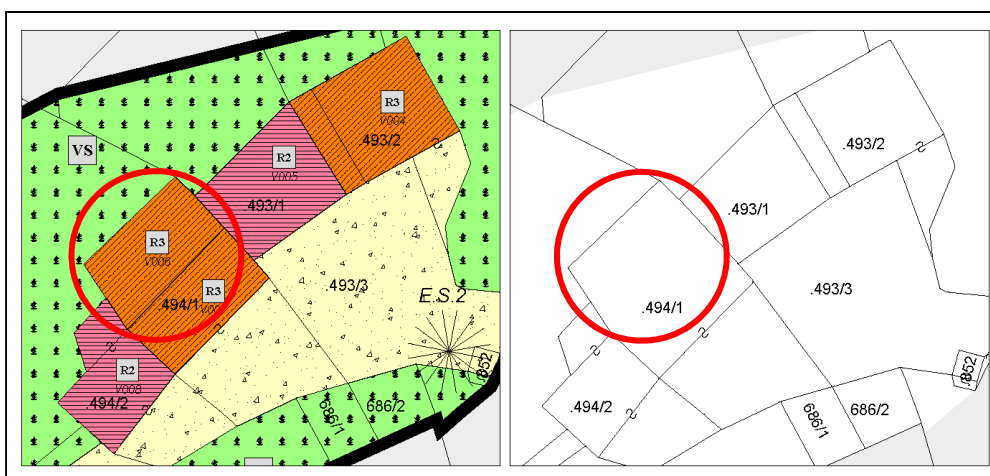 R3
V004
.493/2
VS
R2
V005
.493/1
R3
V006
R3
.494/1
.493/3
E.S.2
.852
R2
V008
.494/2
686/1
686/2
.493/2
.493/1
.493/3
.494/1
.852
.494/2
686/1
686/2